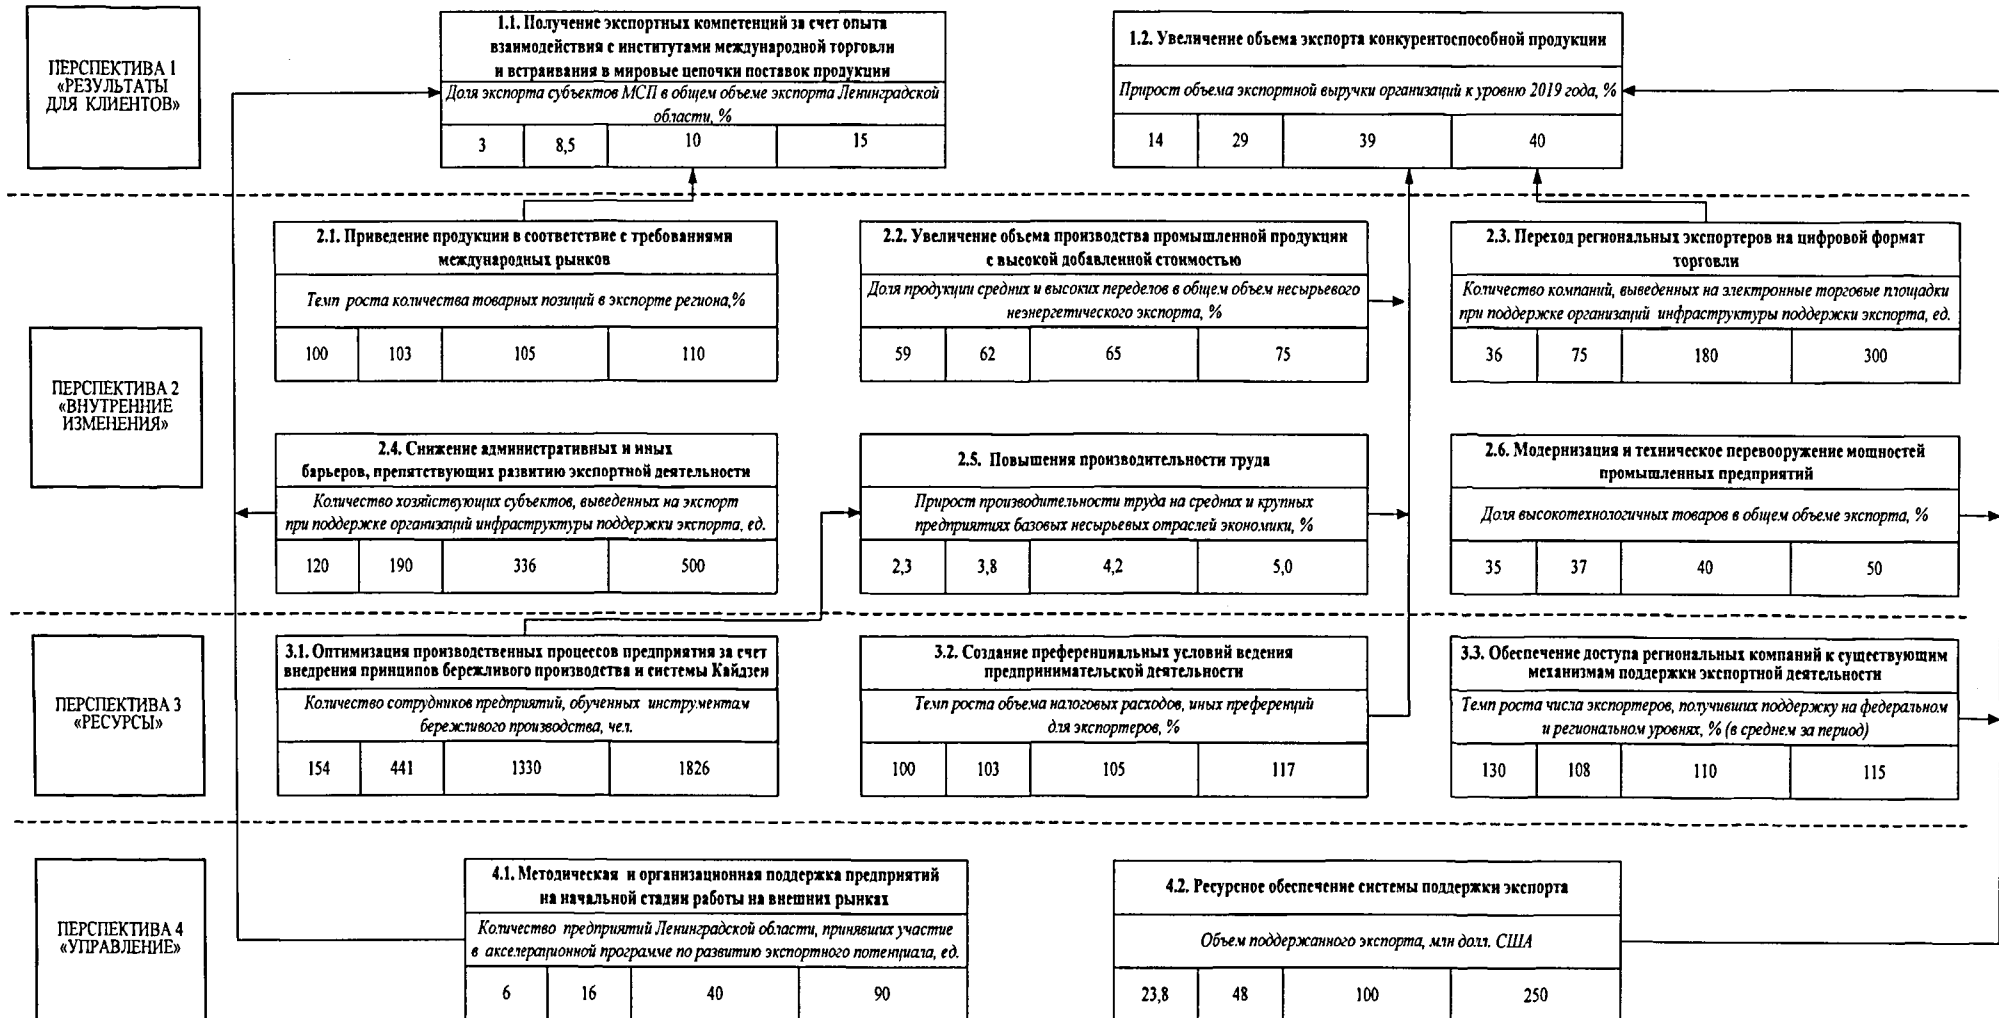 ПЕРСПЕКТИВА 1
«РЕЗУЛЬТАТЫ
ДЛЯ КЛИЕНТОВ»
1.1. Получение экспортных компетенций за счет опыта
взаимодействия с институтами международной торговли
и встраивания в мировые цепочки поставок продукции
Доля экспорта субъектов МСП в общем объеме экспорта Ленинградской
области, %
3 8,5 10 15
1.2. Увеличение объема экспорта конкурентоспособной продукции
Прирост объема экспортной выручки организаций к уровню 2019 года, %
14 29 39 40
ПЕРСПЕКТИВА 2
«ВНУТРЕННИЕ
ИЗМЕНЕНИЯ»
2.1. Приведение продукции в соответствие с требованиями
международных рынков
Темп роста количества товарных позиций в экспорте региона,%
100 103 105 110
2.2. Увеличение объема производства промышленной продукции
с высокой добавленной стоимостью
Доля продукции средних и высоких переделов в общем объем несырьевого
неэнергетического экспорта, %
59 62 65 75
2.3. Переход региональных экспортеров на цифровой формат
торговли
Количество компаний, выведенных на электронные торговые площадки
при поддержке организаций инфраструктуры поддержки экспорта, ед.
36 75 180 300
2.4. Снижение административных и иных
барьеров, препятствующих развитию экспортной деятельности
Количество хозяйствующих субъектов, выведенных на экспорт
при поддержке организаций инфраструктуры поддержки экспорта, ед.
120 190 336 500
2.5. Повышения производительности труда
Прирост производительности труда на средних и крупных
предприятиях базовых несырьевых отраслей экономики, %
2,3 3,8 4,2 5,0
2.6. Модернизация и техническое перевооружение мощностей
промышленных предприятий
Доля высокотехнологичных товаров в общем объеме экспорта, %
35 37 40 50
ПЕРСПЕКТИВА 3
«РЕСУРСЫ»
3.1. Оптимизация производственных процессов предприятия за счет
внедрения принципов бережливого производства и системы Кайдзен
Количество сотрудников предприятий, обученных инструментам
бережливого производства, чел.
154 441 1330 1826
3.2. Создание преференциальных условий ведения
предпринимательской деятельности
Темп роста объема налоговых расходов, иных преференций
для экспортеров, %
100 103 105 117
3.3. Обеспечение доступа региональных компаний к существующим
механизмам поддержки экспортной деятельности
Темп роста числа экспортеров, получивших поддержку на федеральном
и региональном уровнях, % (в среднем за период)
130 108 110 115
ПЕРСПЕКТИВА 4
«УПРАВЛЕНИЕ»
4.1. Методическая и организационная поддержка предприятий
на начальной стадии работы на внешних рынках
Количество предприятий Ленинградской области, принявших участие
в акселерационной программе по развитию экспортного потенциала, ед.
6 16 40 90
4.2. Ресурсное обеспечение системы поддержки экспорта
Объем поддержанного экспорта, млн долл. США
23,8 48 100 250